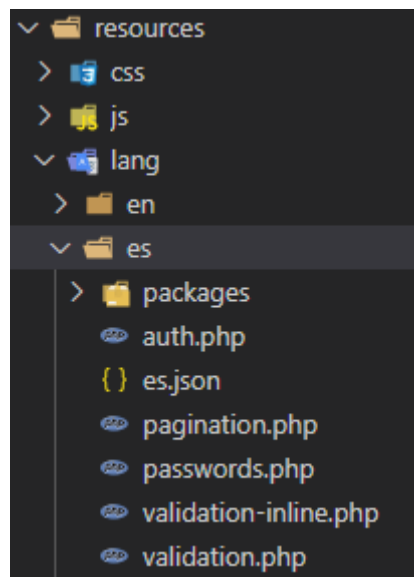 resources
css
js
lang
en
es
packages
auth.php
{ } es.json
pagination.php
passwords.php
validation-inline.php
validation.php